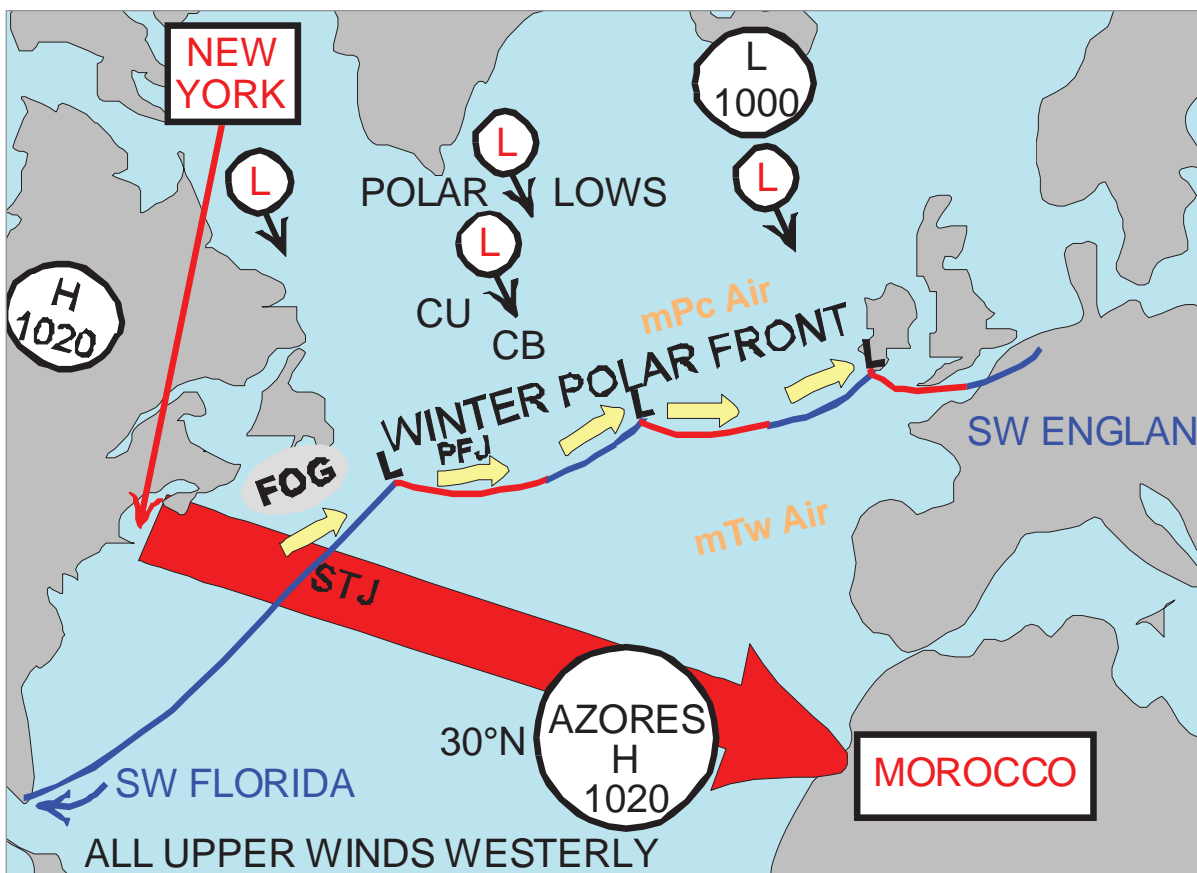 NEW
YORK
L
1000
L
L
L
POLAR
LOWS
L
H
1020
CU
CB
mPc Air
WINTER POLAR FRONT
L
L
L
PFJ
FOG
SW ENGLAN
mTw Air
STJ
30°N
AZORES
H
1020
MOROCCO
SW FLORIDA
ALL UPPER WINDS WESTERLY